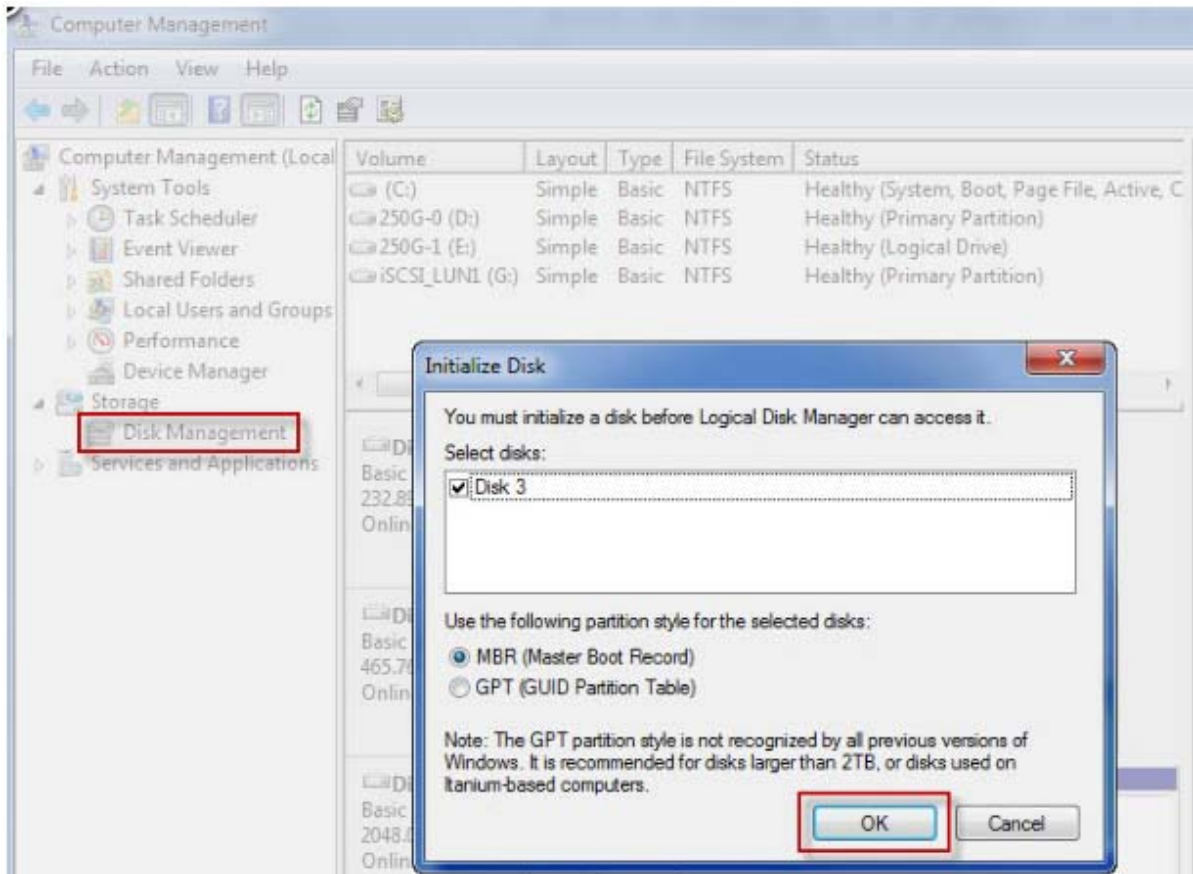 Computer Management
File Action View Help
Computer Management (Local
System Tools
Task Scheduler
Event Viewer
Shared Folders
Local Users and Groups
Performance
Device Manager
Storage
Disk Management
Services and Applications
Volume Layout Type File System Status
(C:) Simple Basic NTFS Healthy (System, Boot, Page File, Active, C
250G-0 (D:) Simple Basic NTFS Healthy (Primary Partition)
250G-1 (E:) Simple Basic NTFS Healthy (Logical Drive)
iSCSI_LUN1 (G:) Simple Basic NTFS Healthy (Primary Partition)
Di
Basic
232.89
Onlin
Di
Basic
465.76
Onlin
Di
Basic
2048.0
Onlin
Initialize Disk
You must initialize a disk before Logical Disk Manager can access it.
Select disks:
Disk 3
Use the following partition style for the selected disks:
MBR (Master Boot Record)
GPT (GUID Partition Table)
Note: The GPT partition style is not recognized by all previous versions of
Windows. It is recommended for disks larger than 2TB, or disks used on
Itanium-based computers.
OK Cancel